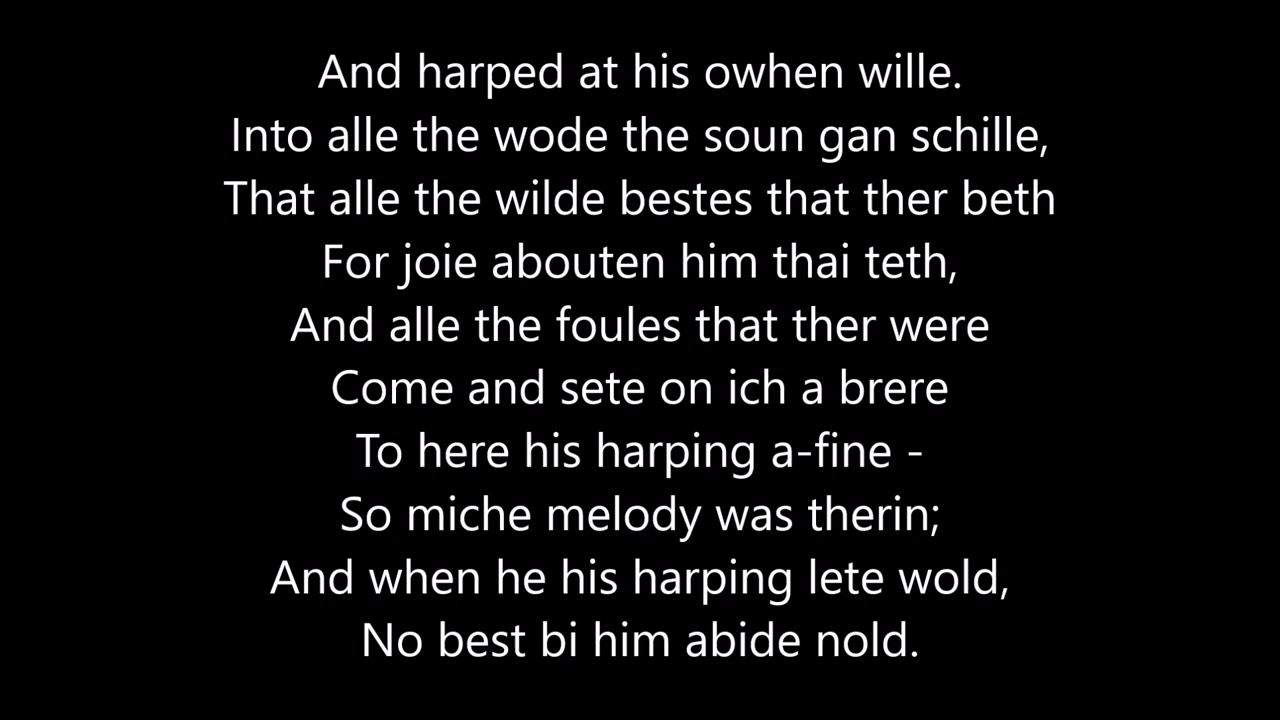 And harped at his owhen wille.
Into alle the wode the soun gan schille,
That alle the wilde bestes that ther beth
For joie abouten him thai teth,
And alle the foules that ther were
Come and sete on ich a brere
To here his harping a-fine -
So miche melody was therin;
And when he his harping lete wold,
No best bi him abide nold.